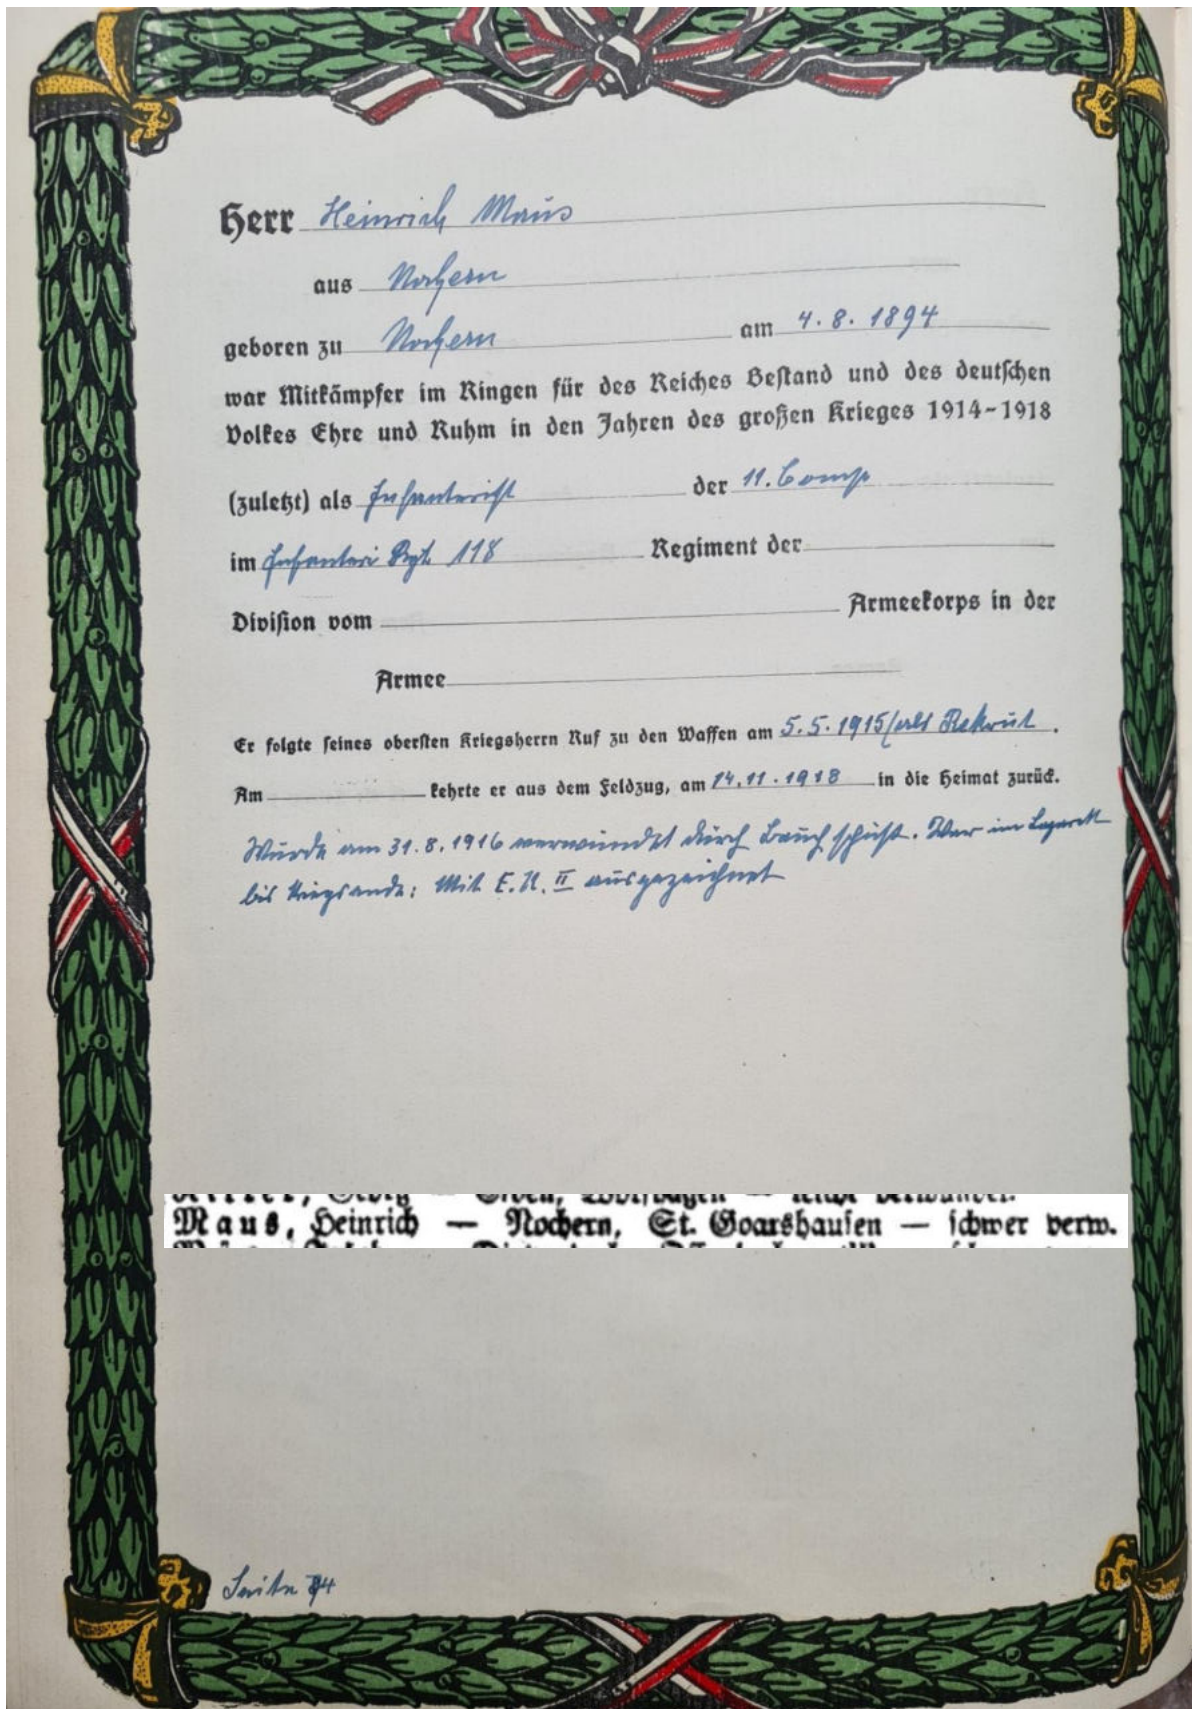 Herr Heinrich Maus
aus Nochern
geboren zu Nochern am 4.8.1894
war Mitkämpfer im Ringen für des Reiches Bestand und des deutschen
Volkes Ehre und Ruhm in den Jahren des großen Krieges 1914-1918
(zuletzt) als Infanterist der 11. Comp
im Infanteri Rgt. 118 Regiment der
Division vom Armeekorps in der
Armee
Er folgte seines obersten Kriegsherrn Ruf zu den Waffen am 5.5.1915 (als Rekrut .
Am kehrte er aus dem Feldzug, am 14.11.1918 in die Heimat zurück.
Wurde am 31.8.1916 verwundet durch Bauchschuß. War im Lazarett
bis Kriegsende: Mit E.K. II ausgezeichnet
Maus, Heinrich — Nochern, St. Goarshausen — schwer verw.
Seite